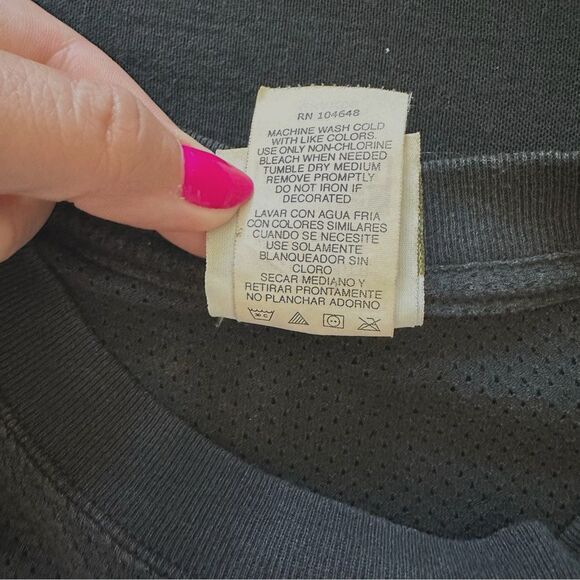 RN 104648
MACHINE WASH COLD
WITH LIKE COLORS.
USE ONLY NON-CHLORINE
BLEACH WHEN NEEDED
TUMBLE DRY MEDIUM
REMOVE PROMPTLY
DO NOT IRON IF
DECORATED
LAVAR CON AGUA FRIA
CON COLORES SIMILARES
CUANDO SE NECESITE
USE SOLAMENTE
BLANQUEADOR SIN
CLORO
SECAR MEDIANO Y
RETIRAR PRONTAMENTE
NO PLANCHAR ADORNO